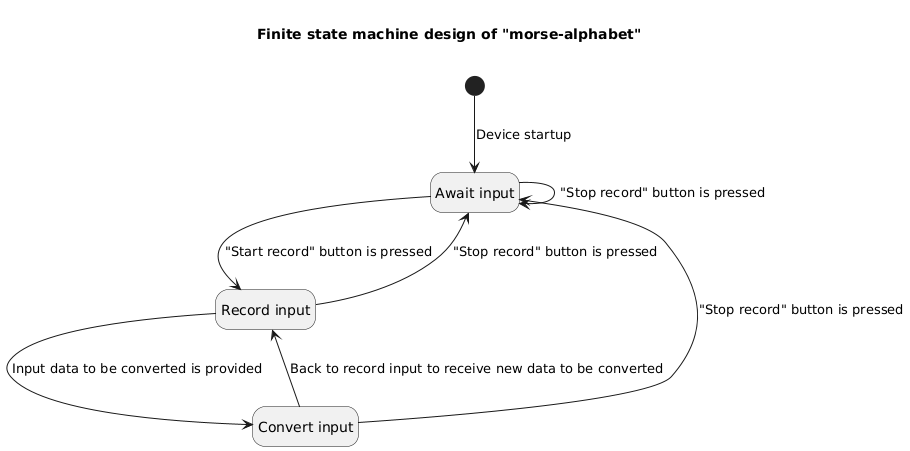 Finite state machine design of "morse-alphabet"
Device startup
Await input
"Stop record" button is pressed
"Start record" button is pressed
"Stop record" button is pressed
Record input
"Stop record" button is pressed
Input data to be converted is provided
Back to record input to receive new data to be converted
Convert input